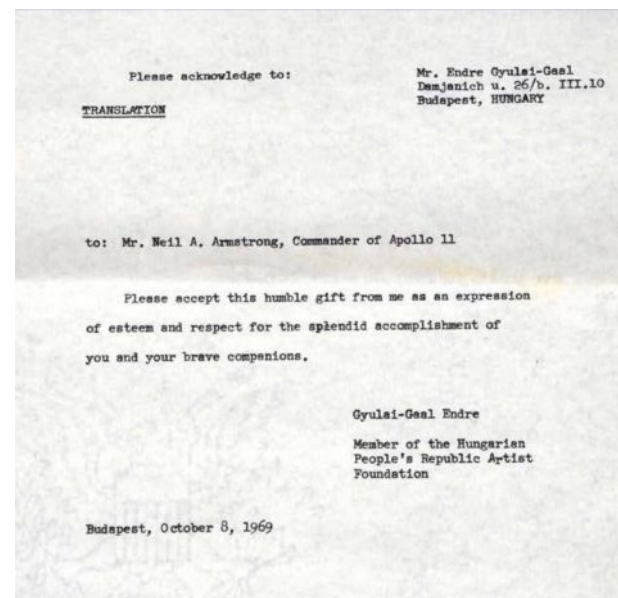 Please acknowledge to:
Mr. Endre Gyulai-Gaal
Damjanich u. 26/b. III.10
Budapest, HUNGARY
TRANSLATION
to: Mr. Neil A. Armstrong, Commander of Apollo 11
Please accept this humble gift from me as an expression
of esteem and respect for the splendid accomplishment of
you and your brave companions.
Gyulai-Gaal Endre
Member of the Hungarian
People's Republic Artist
Foundation
Budapest, October 8, 1969